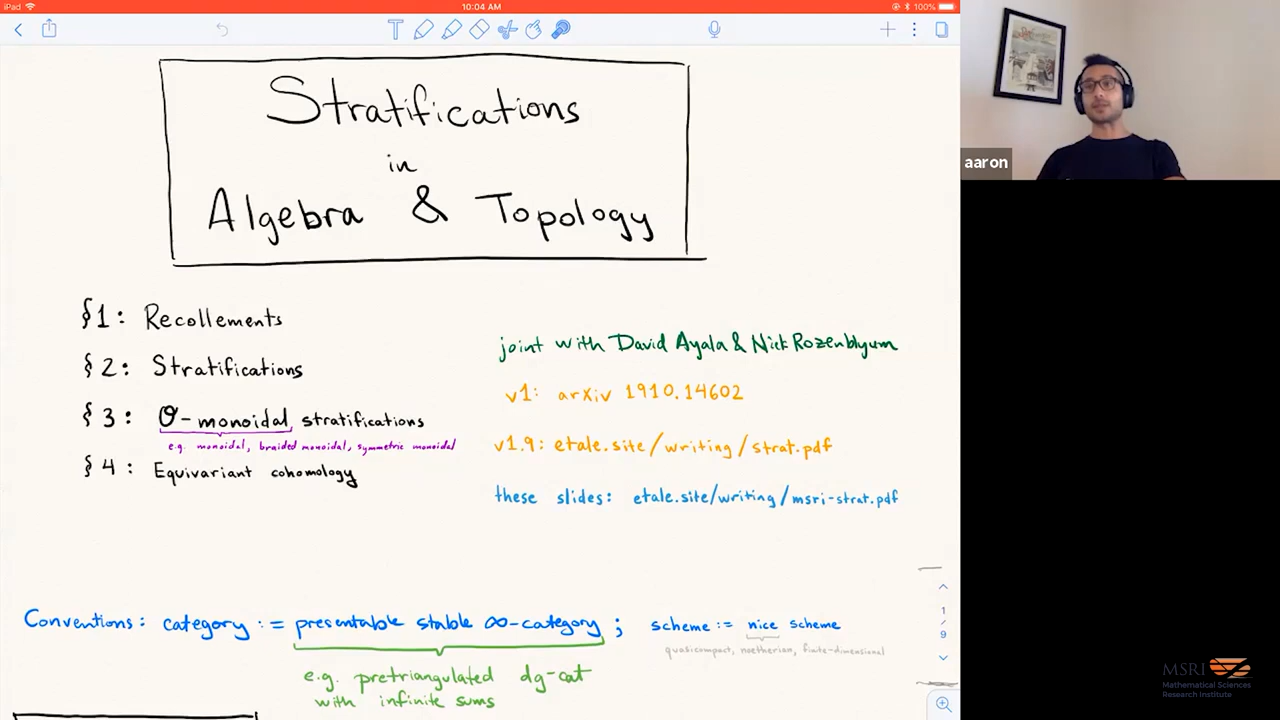 iPad
10:04 AM
100%
Stratifications
in
Algebra & Topology
§1: Recollements
§2: Stratifications
§3: O-monoidal stratifications
e.g. monoidal, braided monoidal, symmetric monoidal
§4: Equivariant cohomology
joint with David Ayala & Nick Rozenblyum
v1: arxiv 1910.14602
v1.9: etale.site/writing/strat.pdf
these slides: etale.site/writing/msri-strat.pdf
Conventions: category := presentable stable ∞-category; scheme := nice scheme
quasicompact, noetherian, finite-dimensional
e.g. pretriangulated dg-cat
with infinite sums
1
/
9
aaron
MSRI
Mathematical Sciences
Research Institute